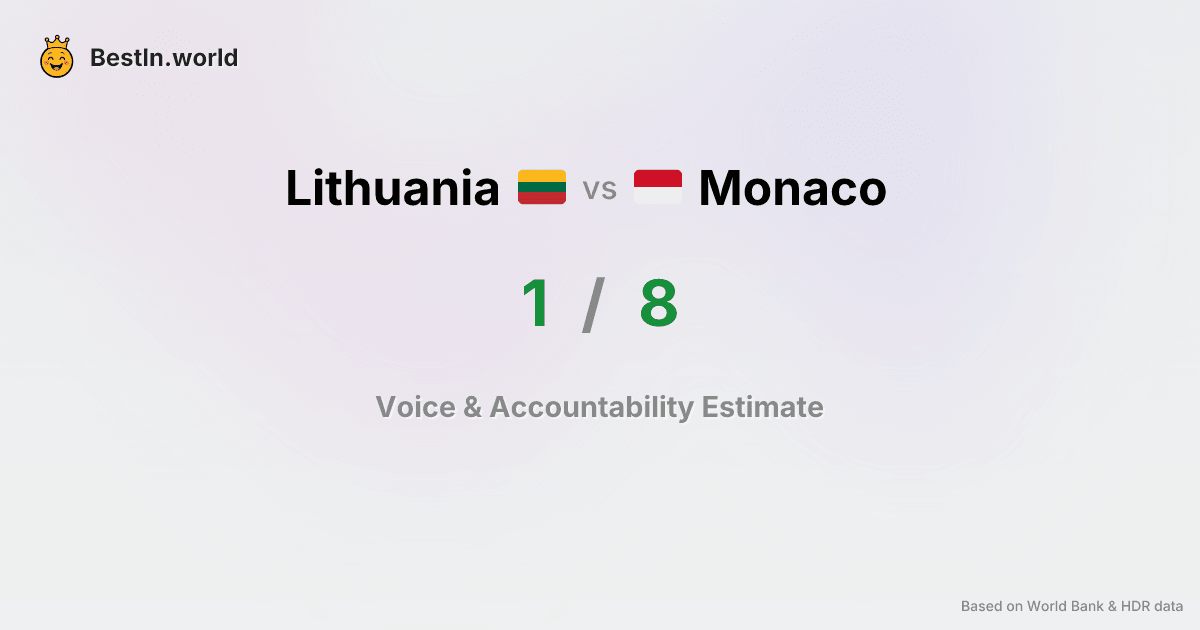 BestIn.world
Lithuania vs Monaco
1 / 8
Voice & Accountability Estimate
Based on World Bank & HDR data